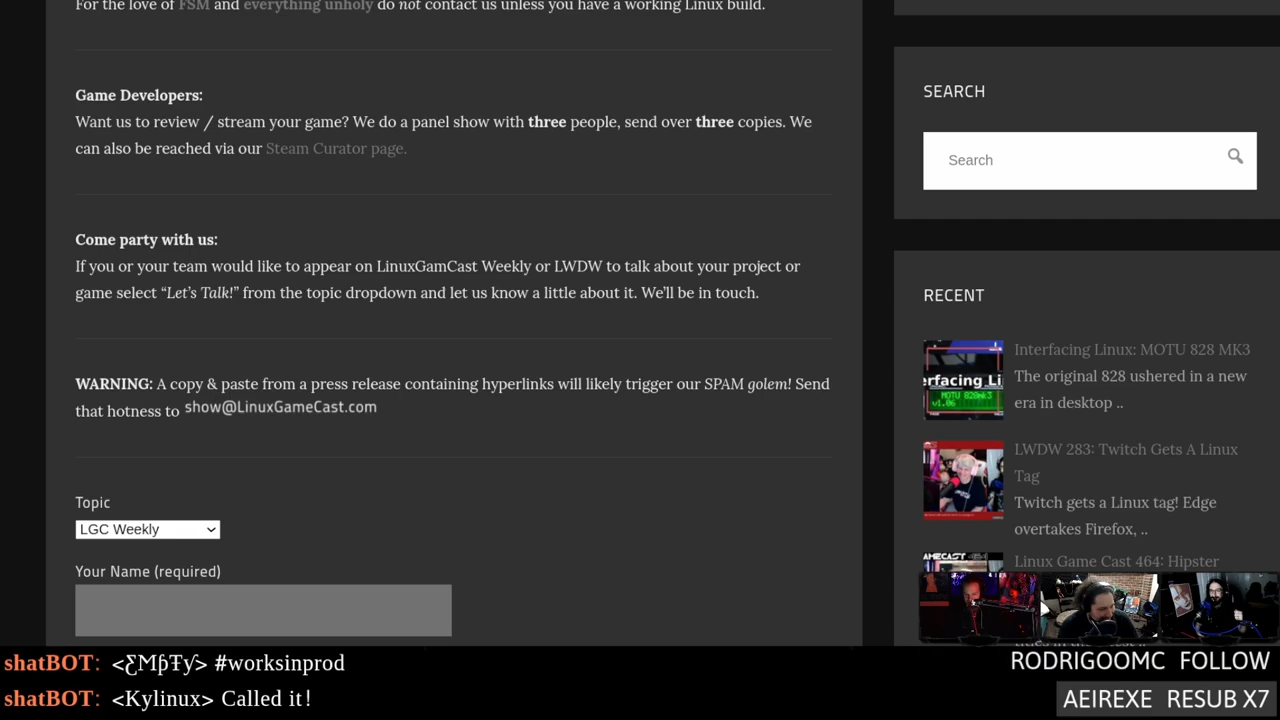 For the love of FSM and everything unholy do not contact us unless you have a working Linux build.
Game Developers:
Want us to review / stream your game? We do a panel show with three people, send over three copies. We
can also be reached via our Steam Curator page.
Come party with us:
If you or your team would like to appear on LinuxGamCast Weekly or LWDW to talk about your project or
game select “Let’s Talk!” from the topic dropdown and let us know a little about it. We’ll be in touch.
WARNING: A copy & paste from a press release containing hyperlinks will likely trigger our SPAM golem! Send
that hotness to show@LinuxGameCast.com
Topic
LGC Weekly
Your Name (required)
SEARCH
Search
RECENT
Interfacing Linux: MOTU 828 MK3
The original 828 ushered in a new
era in desktop ..
LWDW 283: Twitch Gets A Linux
Tag
Twitch gets a Linux tag! Edge
overtakes Firefox, ..
Linux Game Cast 464: Hipster
shatBOT: <ƸϺϸŦƴ> #worksinprod
shatBOT: <Kylinux> Called it!
RODRIGOOMC FOLLOW
AEIREXE RESUB X7